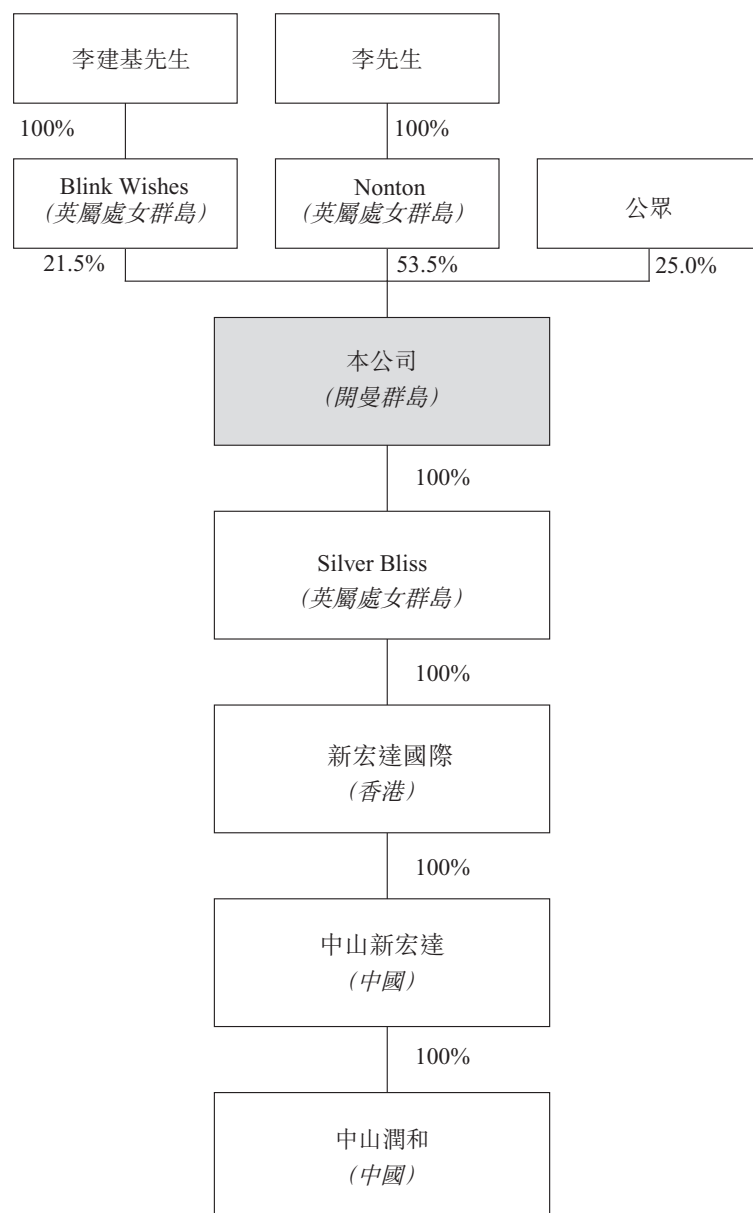 李建基先生
李先生
100%
100%
Blink Wishes
(英屬處女群島)
Nonton
(英屬處女群島)
公眾
21.5%
53.5%
25.0%
本公司
(開曼群島)
100%
Silver Bliss
(英屬處女群島)
100%
新宏達國際
(香港)
100%
中山新宏達
(中國)
100%
中山潤和
(中國)